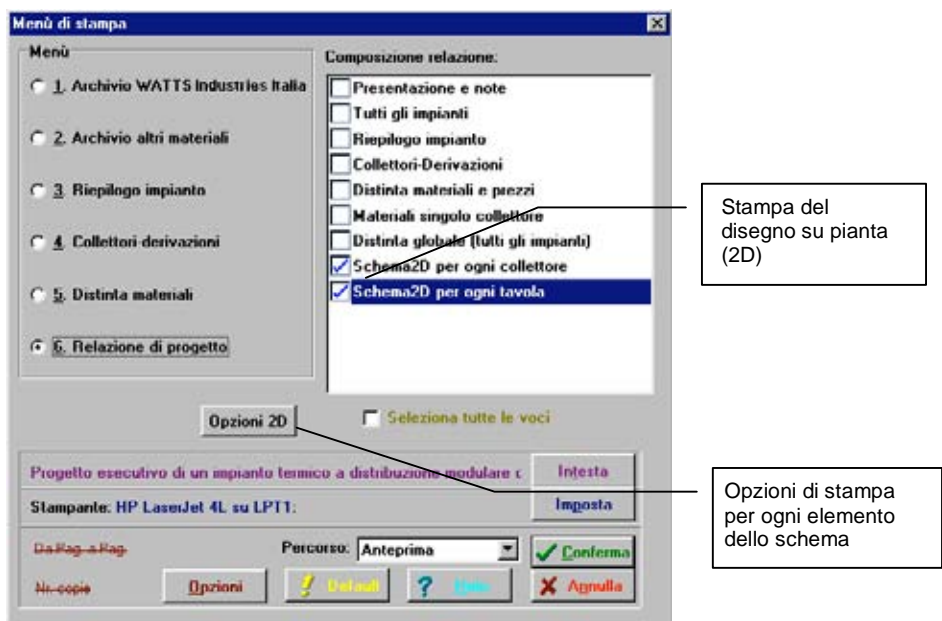 Menù di stampa
Menù
1. Archivio WATTS Industries Italia
2. Archivio altri materiali
3. Riepilogo impianto
4. Collettori-derivazioni
5. Distinta materiali
6. Relazione di progetto
Composizione relazione:
Presentazione e note
Tutti gli impianti
Riepilogo impianto
Collettori-Derivazioni
Distinta materiali e prezzi
Materiali singolo collettore
Distinta globale (tutti gli impianti)
Schema2D per ogni collettore
Schema2D per ogni tavola
Stampa del
disegno su pianta
(2D)
Opzioni 2D
Seleziona tutte le voci
Progetto esecutivo di un impianto termico a distribuzione modulare c
Intesta
Stampante: HP LaserJet 4L su LPT1:
Imposta
Opzioni di stampa
per ogni elemento
dello schema
Da Pag. a Pag.
Percorso: Anteprima
Conferma
Nr. copie
Opzioni
Default
Annulla